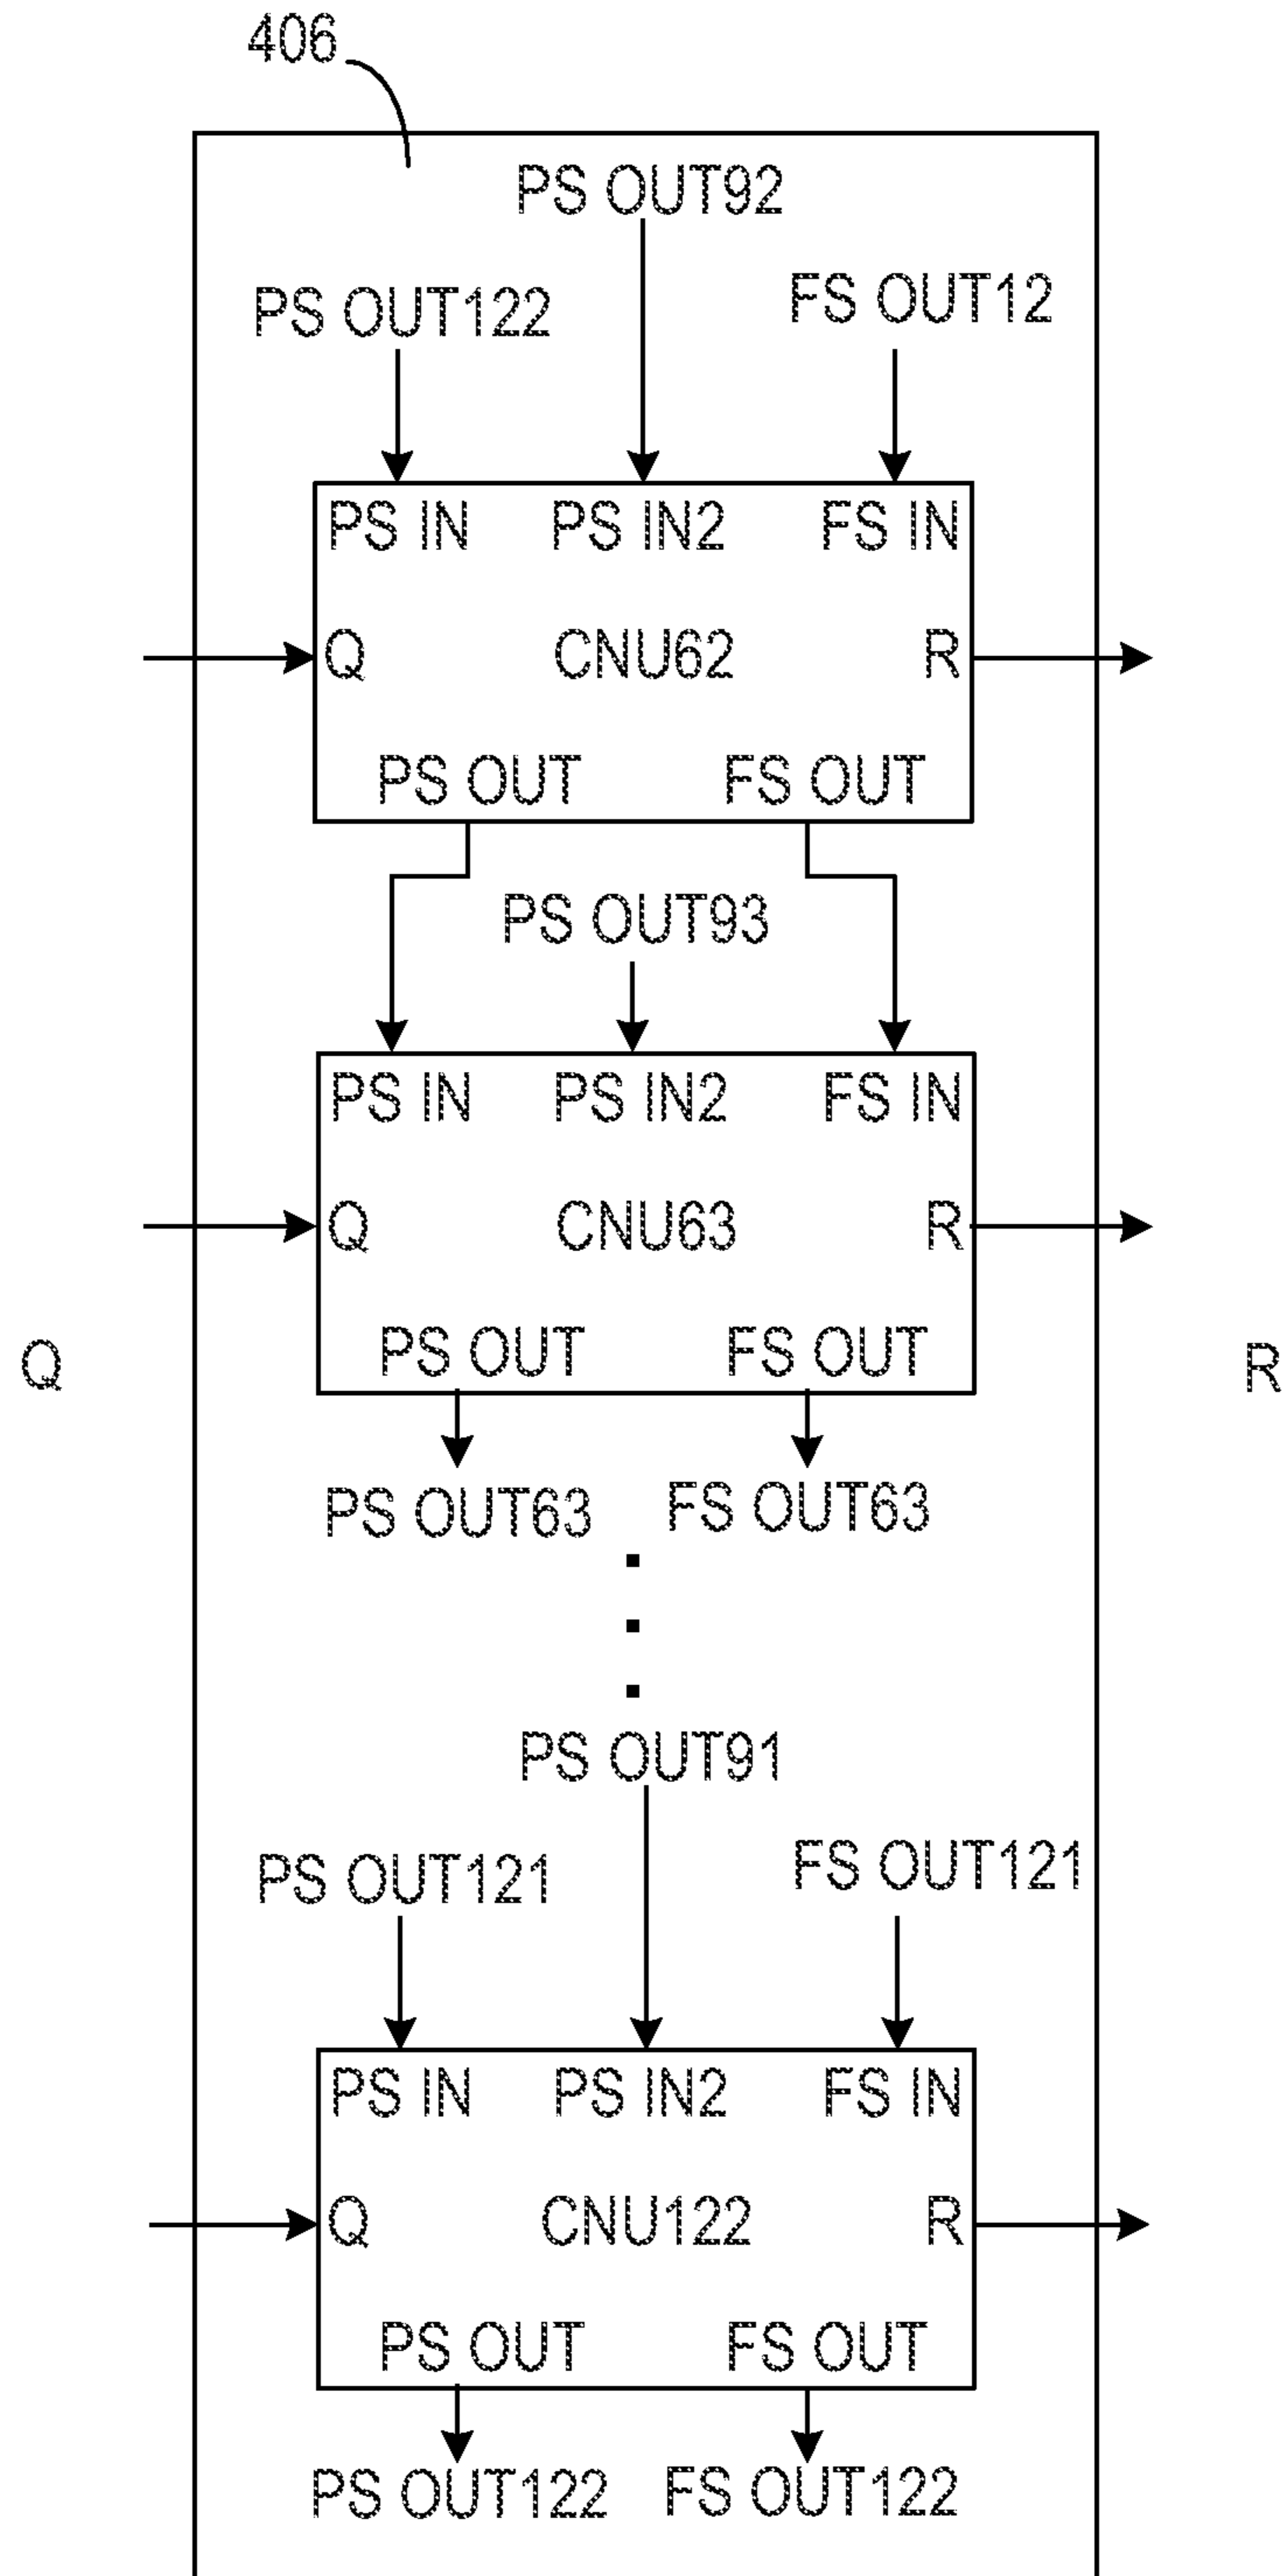 406
PS OUT92
PS OUT122
FS OUT12
PS IN PS IN2 FS IN
Q CNU62 R
PS OUT FS OUT
PS OUT93
PS IN PS IN2 FS IN
Q CNU63 R
PS OUT FS OUT
Q R
PS OUT63 FS OUT63
PS OUT91
PS OUT121 FS OUT121
PS IN PS IN2 FS IN
Q CNU122 R
PS OUT FS OUT
PS OUT122 FS OUT122